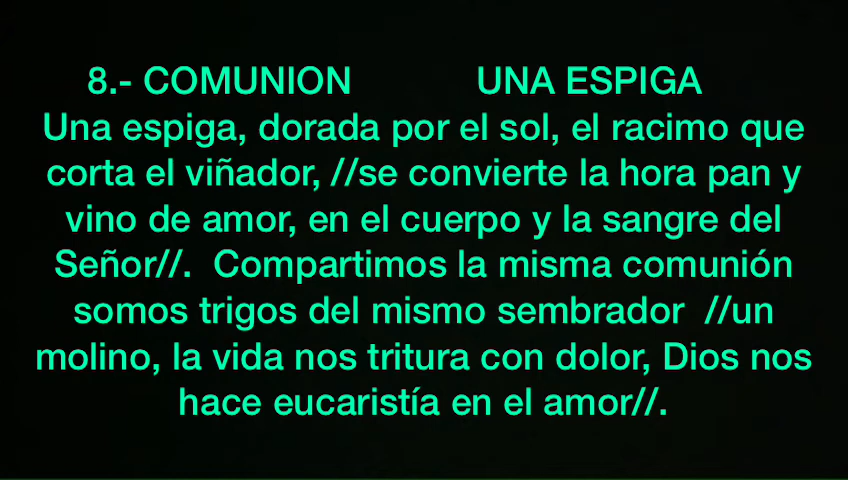 8.- COMUNION UNA ESPIGA
Una espiga, dorada por el sol, el racimo que
corta el viñador, //se convierte la hora pan y
vino de amor, en el cuerpo y la sangre del
Señor//. Compartimos la misma comunión
somos trigos del mismo sembrador //un
molino, la vida nos tritura con dolor, Dios nos
hace eucaristía en el amor//.